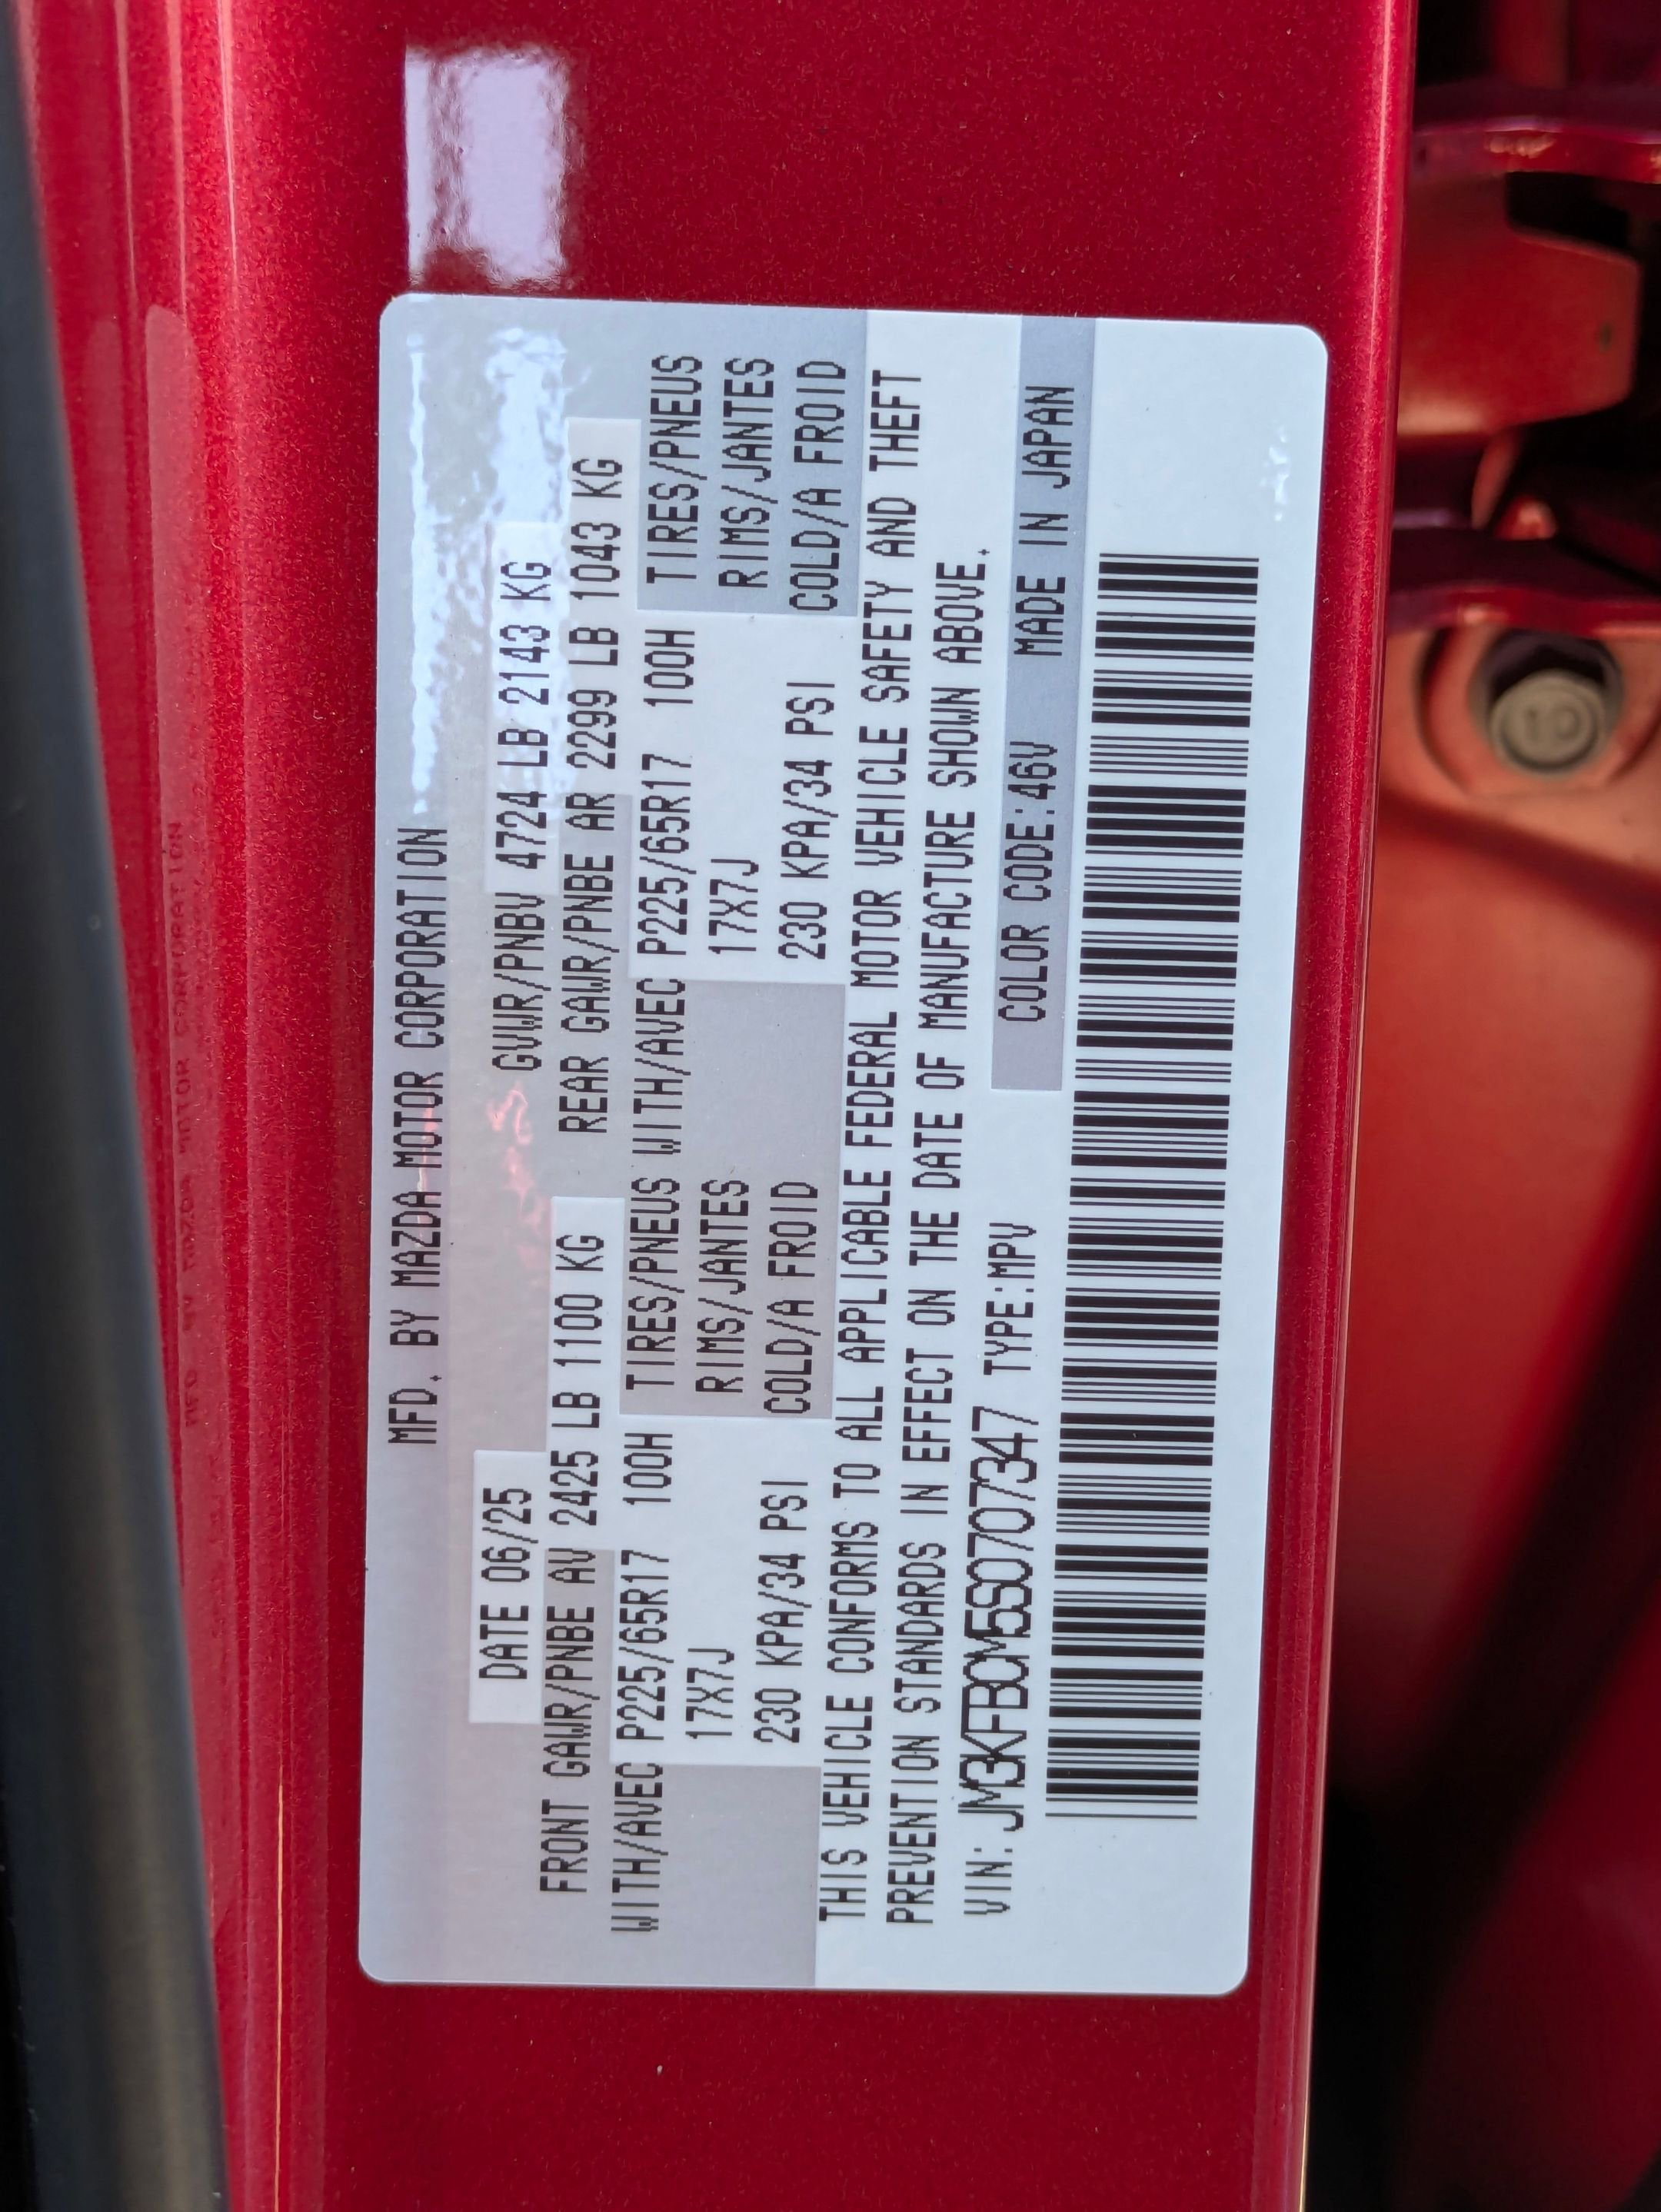 MFD. BY MAZDA MOTOR CORPORATION
DATE 06/25 GVWR/PNBV 4724 LB 2143 KG
FRONT GAWR/PNBE AV 2425 LB 1100 KG REAR GAWR/PNBE AR 2299 LB 1043 KG
WITH/AVEC P225/65R17 100H TIRES/PNEUS WITH/AVEC P225/65R17 100H TIRES/PNEUS
17X7J RIMS/JANTES 17X7J RIMS/JANTES
230 KPA/34 PSI COLD/A FROID 230 KPA/34 PSI COLD/A FROID
THIS VEHICLE CONFORMS TO ALL APPLICABLE FEDERAL MOTOR VEHICLE SAFETY AND THEFT
PREVENTION STANDARDS IN EFFECT ON THE DATE OF MANUFACTURE SHOWN ABOVE.
VIN: JM3KFBCM5S0707347 TYPE:MPV COLOR CODE:46V MADE IN JAPAN